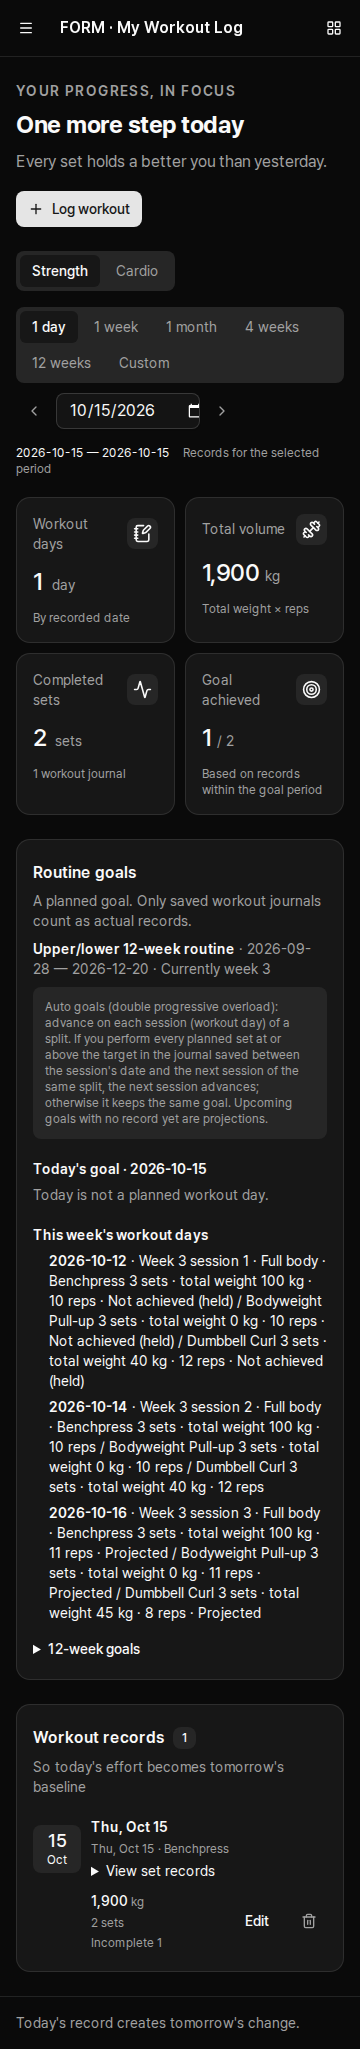 FORM · My Workout Log
YOUR PROGRESS, IN FOCUS
One more step today
Every set holds a better you than yesterday.
+ Log workout
Strength Cardio
1 day 1 week 1 month 4 weeks
12 weeks Custom
10/15/2026
2026-10-15 — 2026-10-15 Records for the selected
period
Workout
days
1 day
By recorded date
Total volume
1,900 kg
Total weight × reps
Completed
sets
2 sets
1 workout journal
Goal
achieved
1 / 2
Based on records
within the goal period
Routine goals
A planned goal. Only saved workout journals
count as actual records.
Upper/lower 12-week routine · 2026-09-
28 — 2026-12-20 · Currently week 3
Auto goals (double progressive overload):
advance on each session (workout day) of a
split. If you perform every planned set at or
above the target in the journal saved between
the session's date and the next session of the
same split, the next session advances;
otherwise it keeps the same goal. Upcoming
goals with no record yet are projections.
Today's goal · 2026-10-15
Today is not a planned workout day.
This week's workout days
2026-10-12 · Week 3 session 1 · Full body ·
Benchpress 3 sets · total weight 100 kg ·
10 reps · Not achieved (held) / Bodyweight
Pull-up 3 sets · total weight 0 kg · 10 reps ·
Not achieved (held) / Dumbbell Curl 3 sets ·
total weight 40 kg · 12 reps · Not achieved
(held)
2026-10-14 · Week 3 session 2 · Full body
· Benchpress 3 sets · total weight 100 kg ·
10 reps / Bodyweight Pull-up 3 sets · total
weight 0 kg · 10 reps / Dumbbell Curl 3
sets · total weight 40 kg · 12 reps
2026-10-16 · Week 3 session 3 · Full body
· Benchpress 3 sets · total weight 100 kg ·
11 reps · Projected / Bodyweight Pull-up 3
sets · total weight 0 kg · 11 reps ·
Projected / Dumbbell Curl 3 sets · total
weight 45 kg · 8 reps · Projected
12-week goals
Workout records 1
So today's effort becomes tomorrow's
baseline
15
Oct
Thu, Oct 15
Thu, Oct 15 · Benchpress
View set records
1,900 kg
2 sets
Incomplete 1
Edit
Today's record creates tomorrow's change.